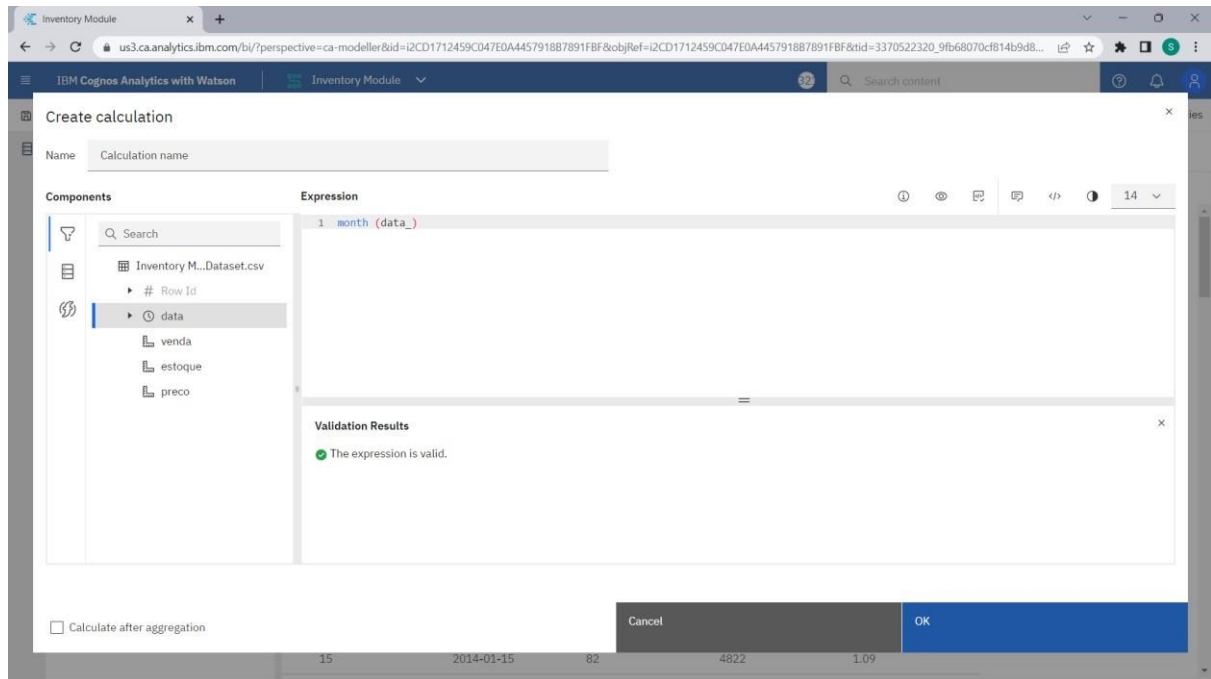 Inventory Module
us3.ca.analytics.ibm.com/bi/?perspective=ca-modeller&id=i2CD1712459C047E0A4457918B7891FBF&objRef=i2CD1712459C047E0A4457918B7891FBF&tid=3370522320_9fb68070cf814b9d8...
S
IBM Cognos Analytics with Watson
Inventory Module
32
Search content
Create calculation
ies
Name
Calculation name
Components
Expression
14
1 month (data_)
Search
Inventory M...Dataset.csv
# Row Id
data
venda
estoque
preco
Validation Results
The expression is valid.
Calculate after aggregation
Cancel
OK
15 2014-01-15 82 4822 1.09